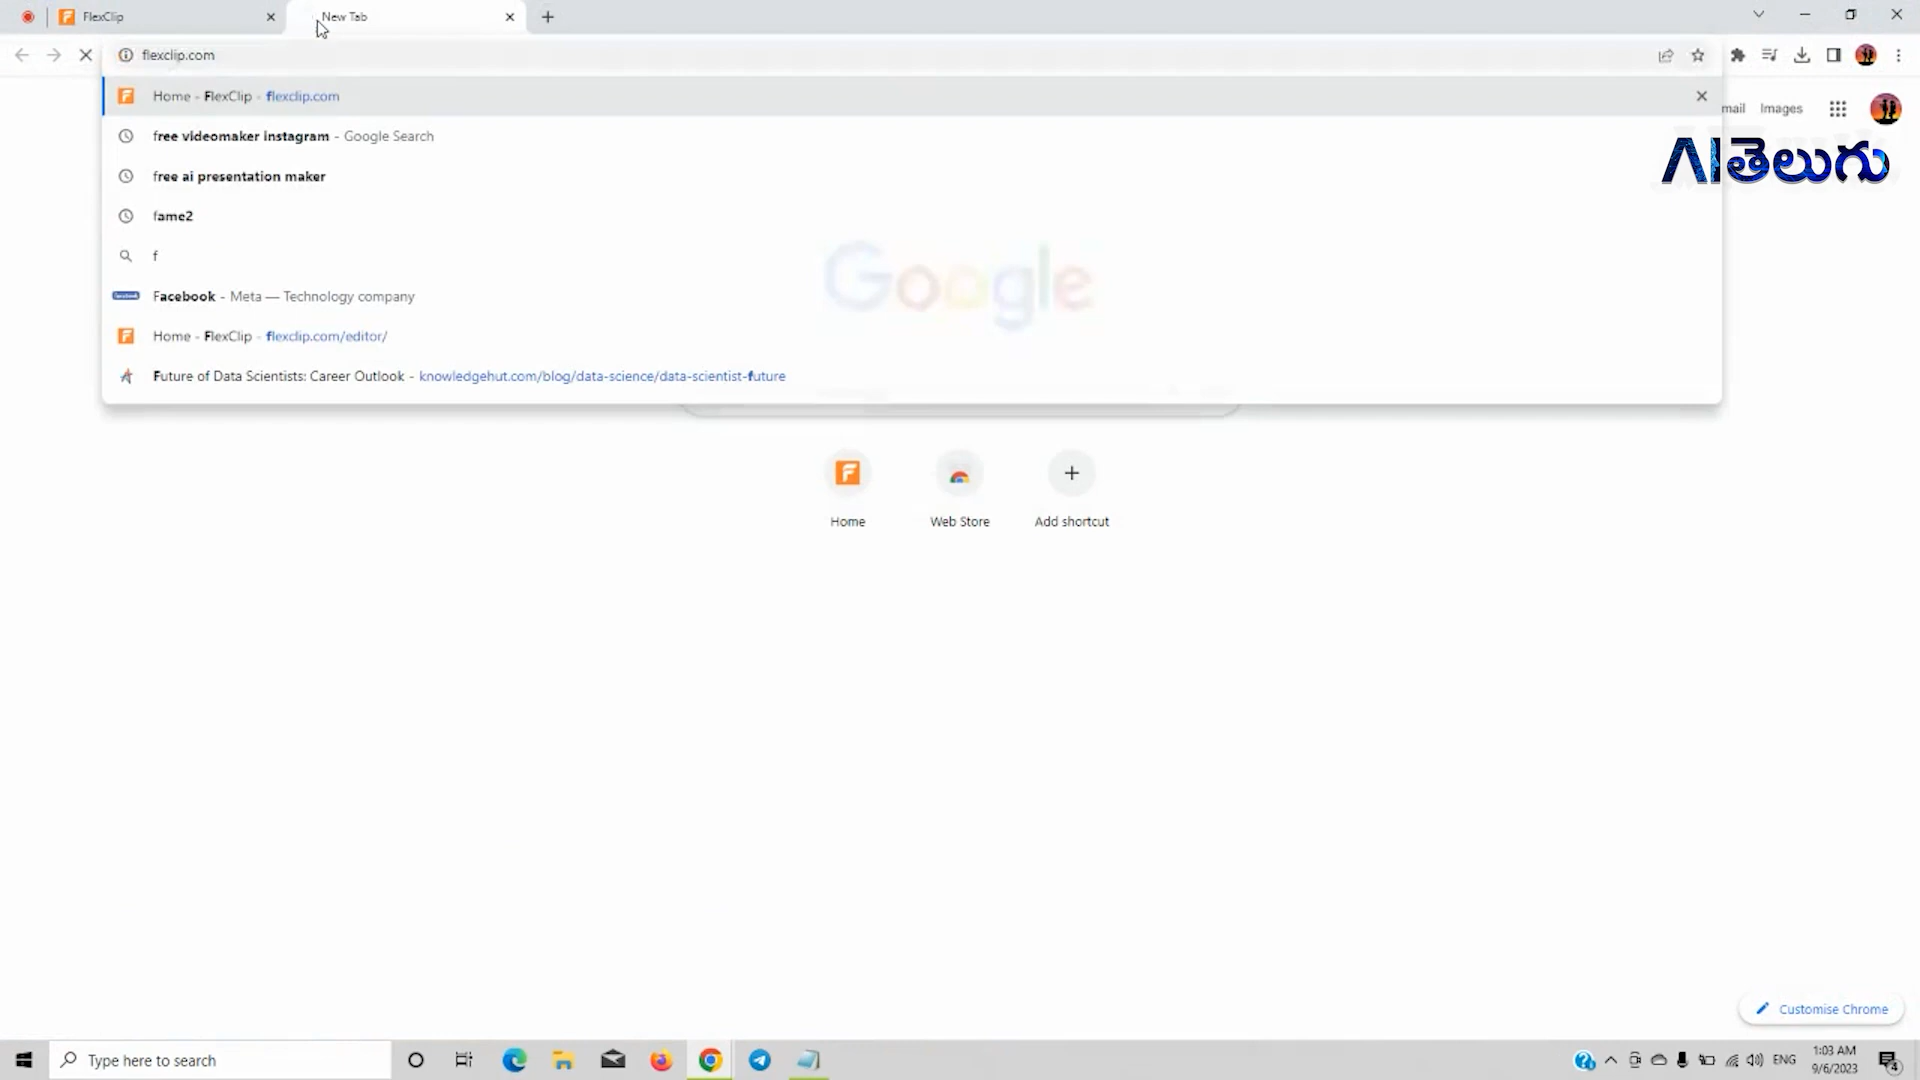 FlexClip
New Tab
flexclip.com
Home - FlexClip - flexclip.com
mail Images
free videomaker instagram - Google Search
AIతెలుగు
free ai presentation maker
fame2
f
Google
Facebook - Meta — Technology company
Home - FlexClip - flexclip.com/editor/
Future of Data Scientists: Career Outlook - knowledgehut.com/blog/data-science/data-scientist-future
Home
Web Store
Add shortcut
Customise Chrome
Type here to search
ENG
1:03 AM
9/6/2023
4